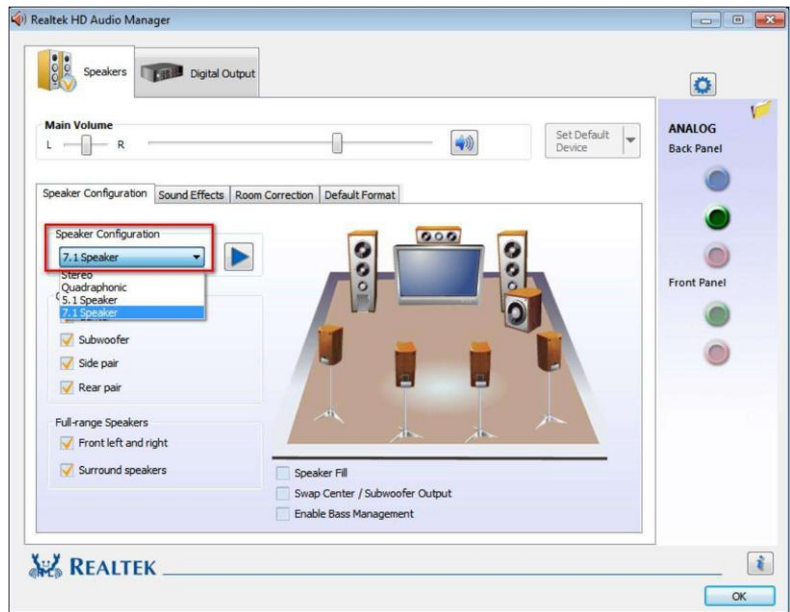 Realtek HD Audio Manager
Speakers
Digital Output
Main Volume
L
R
Set Default
Device
ANALOG
Back Panel
Speaker Configuration
Sound Effects
Room Correction
Default Format
Speaker Configuration
7.1 Speaker
Stereo
Quadraphonic
5.1 Speaker
7.1 Speaker
Subwoofer
Side pair
Rear pair
Full-range Speakers
Front left and right
Surround speakers
Speaker Fill
Swap Center / Subwoofer Output
Enable Bass Management
Front Panel
REALTEK
OK